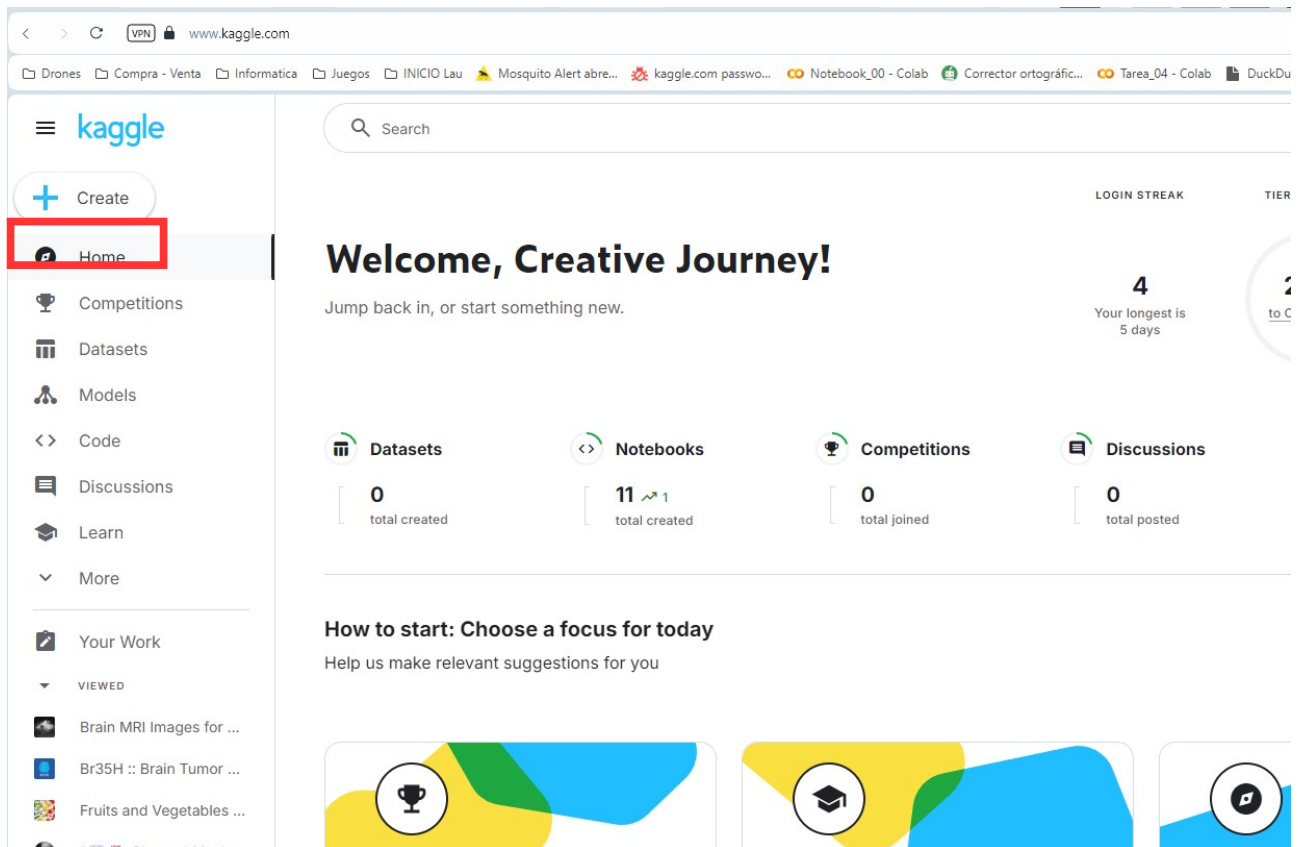 VPN www.kaggle.com
Drones Compra - Venta Informatica Juegos INICIO Lau Mosquito Alert abre... kaggle.com passwo... Notebook_00 - Colab Corrector ortográfic... Tarea_04 - Colab DuckDu
kaggle
Search
Create
LOGIN STREAK TIER
Home
Welcome, Creative Journey!
Competitions
4
Jump back in, or start something new.
Your longest is
to C
5 days
Datasets
Models
Code
Datasets Notebooks Competitions Discussions
Discussions
0 11 1 0 0
total created total created total joined total posted
Learn
More
How to start: Choose a focus for today
Your Work
Help us make relevant suggestions for you
VIEWED
Brain MRI Images for ...
Br35H :: Brain Tumor ...
Fruits and Vegetables ...